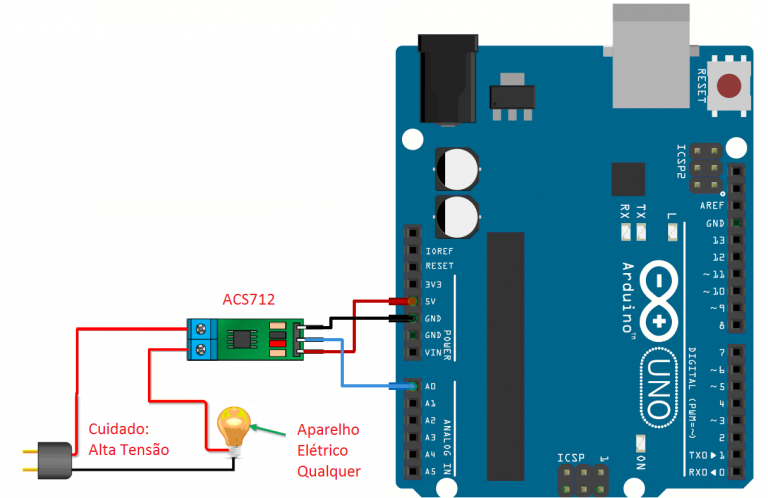 ACS712
Cuidado:
Alta Tensão
Aparelho
Elétrico
Qualquer
RESET
ICSP2
IOREF
RESET
3V3
5V
GND
GND
VIN
POWER
A0
A1
A2
A3
A4
A5
ANALOG IN
RX
TX
L
Arduino™
UNO
ON
ICSP
1
AREF
GND
13
12
~11
~10
~9
8
7
~6
~5
4
~3
2
TX0▶1
RX0◀0
DIGITAL (PWM=~)